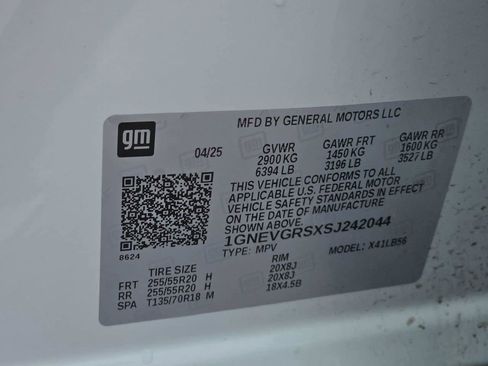 gm
MFD BY GENERAL MOTORS LLC
04/25
GVWR GAWR FRT GAWR RR
2900 KG 1450 KG 1600 KG
6394 LB 3196 LB 3527 LB
THIS VEHICLE CONFORMS TO ALL
APPLICABLE U.S. FEDERAL MOTOR
VEHICLE SAFETY STANDARDS IN EFFECT
ON THE DATE OF MANUFACTURE
SHOWN ABOVE.
1GNEVGRSXSJ242044
TYPE: MPV MODEL: X41LB56
8624
TIRE SIZE RIM
FRT 255/55R20 H 20X8J
RR 255/55R20 H 20X8J
SPA T135/70R18 M 18X4.5B